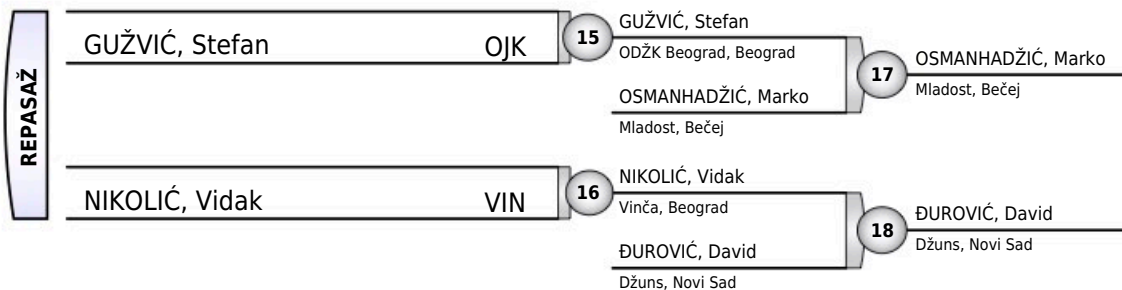 REPASAŽ
GUŽVIĆ, Stefan OJK
15
GUŽVIĆ, Stefan
ODŽK Beograd, Beograd
OSMANHADŽIĆ, Marko
Mladost, Bečej
17
OSMANHADŽIĆ, Marko
Mladost, Bečej
NIKOLIĆ, Vidak VIN
16
NIKOLIĆ, Vidak
Vinča, Beograd
ĐUROVIĆ, David
Džuns, Novi Sad
18
ĐUROVIĆ, David
Džuns, Novi Sad